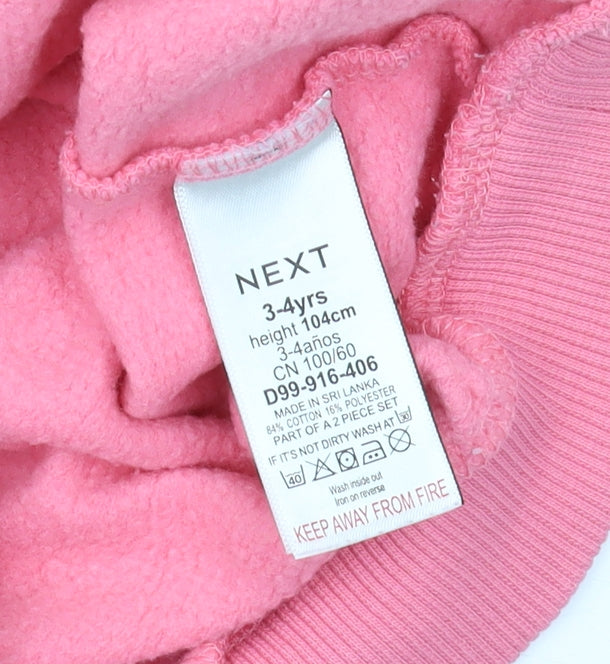 NEXT
3-4yrs
height 104cm
3-4años
CN 100/60
D99-916-406
MADE IN SRI LANKA
84% COTTON 16% POLYESTER
PART OF A 2 PIECE SET
IF IT'S NOT DIRTY WASH AT 30
40
Wash inside out
Iron on reverse
KEEP AWAY FROM FIRE